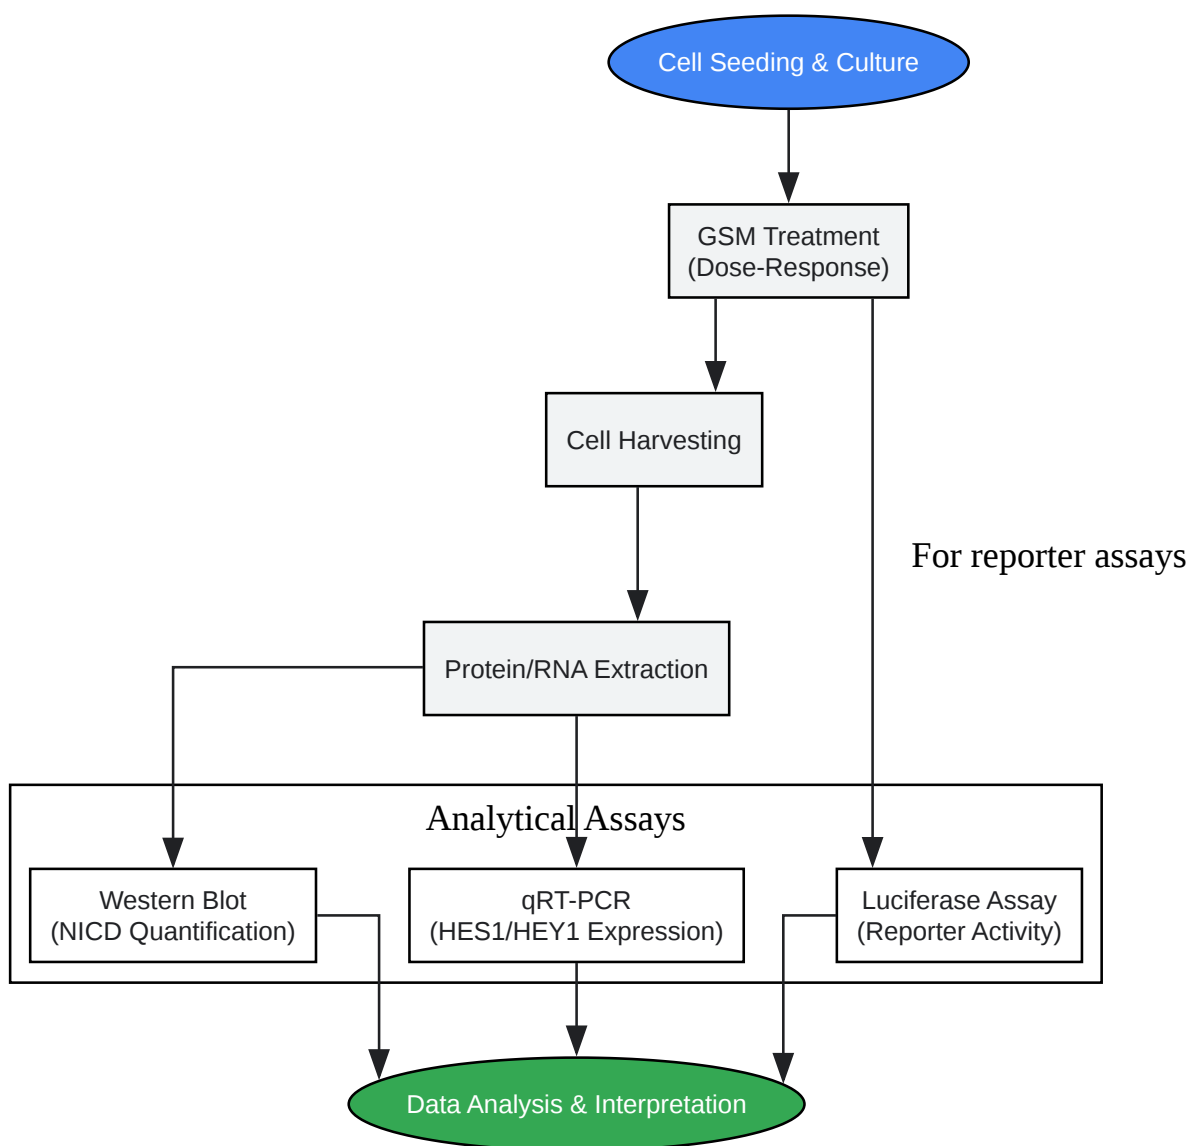 Cell Seeding & Culture
GSM Treatment
(Dose-Response)
Cell Harvesting
For reporter assays
Protein/RNA Extraction
Analytical Assays
Western Blot
(NICD Quantification)
qRT-PCR
(HES1/HEY1 Expression)
Luciferase Assay
(Reporter Activity)
Data Analysis & Interpretation